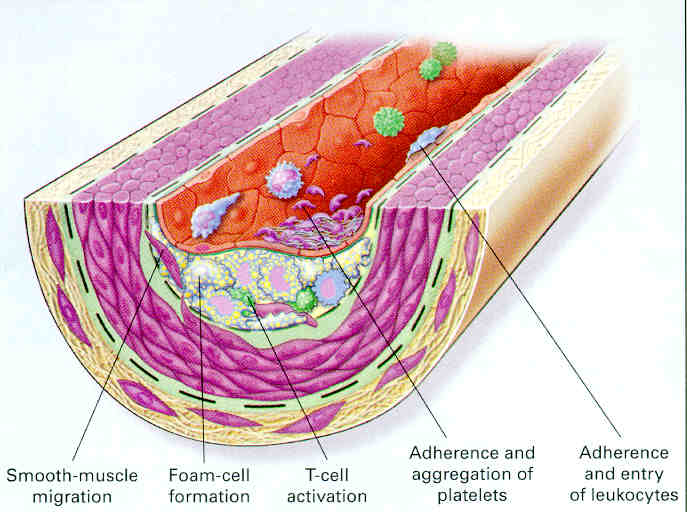 Smooth-muscle
migration
Foam-cell
formation
T-cell
activation
Adherence and
aggregation of
platelets
Adherence
and entry
of leukocytes